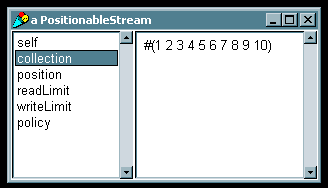 a PositionableStream
self
collection
position
readLimit
writeLimit
policy
#(1 2 3 4 5 6 7 8 9 10)